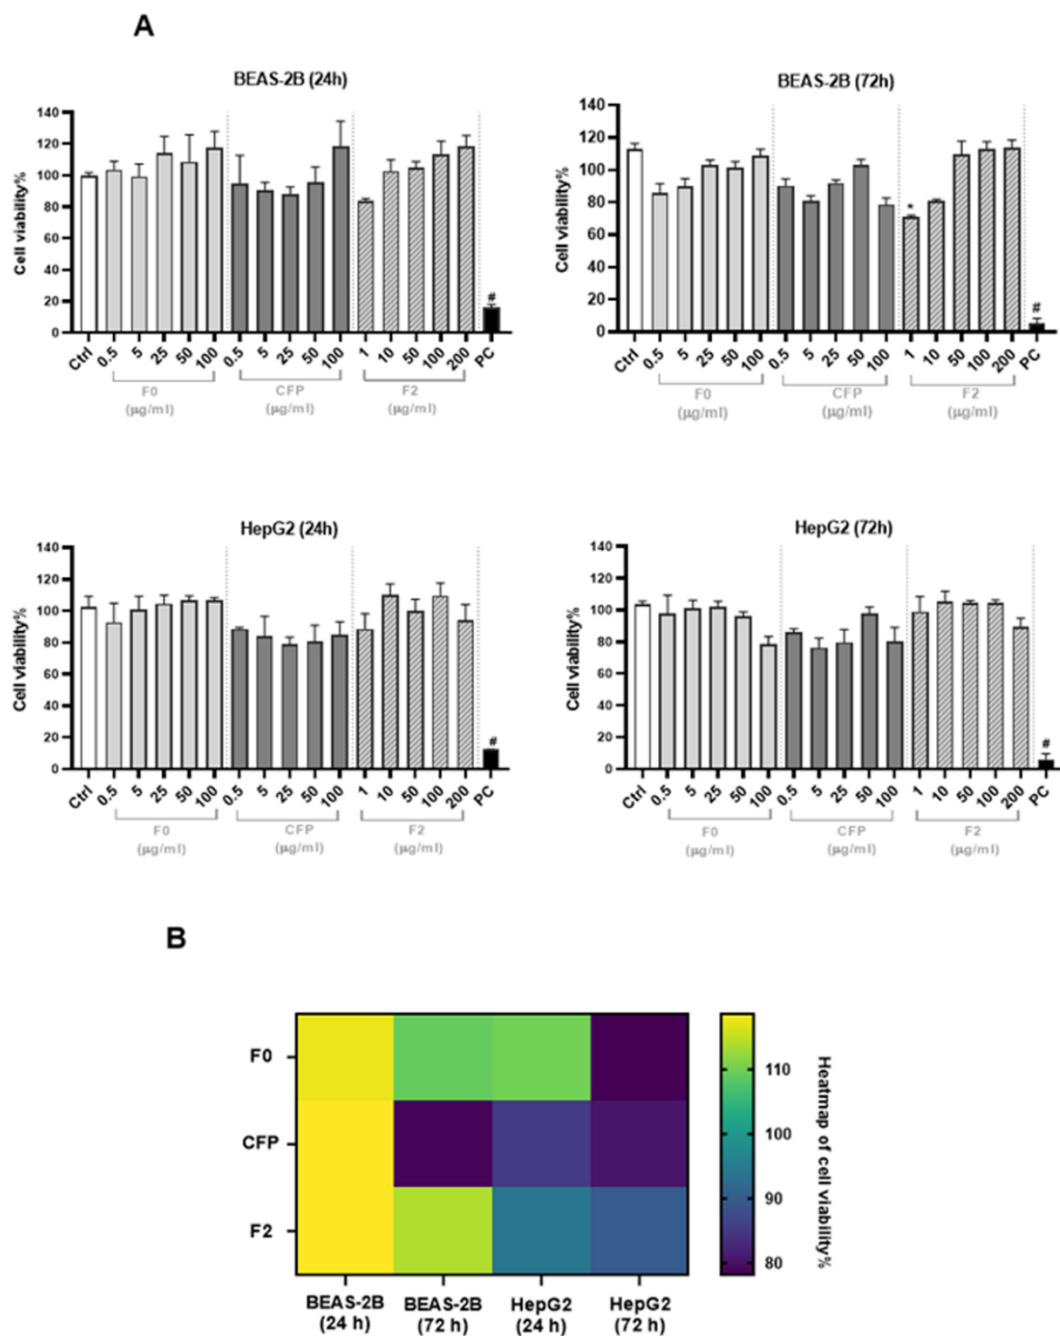 A
BEAS-2B (24h)
Cell viability%
140
120
100
80
60
40
20
0
#
Ctrl 0.5 5 25 50 100 0.5 5 25 50 100 1 10 50 100 200 PC
F0 CFP F2
(μg/ml) (μg/ml) (μg/ml)
BEAS-2B (72h)
Cell viability%
140
120
100
80
60
40
20
0
*
#
Ctrl 0.5 5 25 50 100 0.5 5 25 50 100 1 10 50 100 200 PC
F0 CFP F2
(μg/ml) (μg/ml) (μg/ml)
HepG2 (24h)
Cell viability%
140
120
100
80
60
40
20
0
#
Ctrl 0.5 5 25 50 100 0.5 5 25 50 100 1 10 50 100 200 PC
F0 CFP F2
(μg/ml) (μg/ml) (μg/ml)
HepG2 (72h)
Cell viability%
140
120
100
80
60
40
20
0
#
Ctrl 0.5 5 25 50 100 0.5 5 25 50 100 1 10 50 100 200 PC
F0 CFP F2
(μg/ml) (μg/ml) (μg/ml)
B
F0
CFP
F2
BEAS-2B BEAS-2B HepG2 HepG2
(24 h) (72 h) (24 h) (72 h)
110
100
90
80
Heatmap of cell viability%